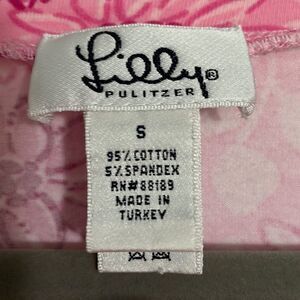 Lilly®
PULITZER
S
95% COTTON
5% SPANDEX
RN#88189
MADE IN
TURKEY